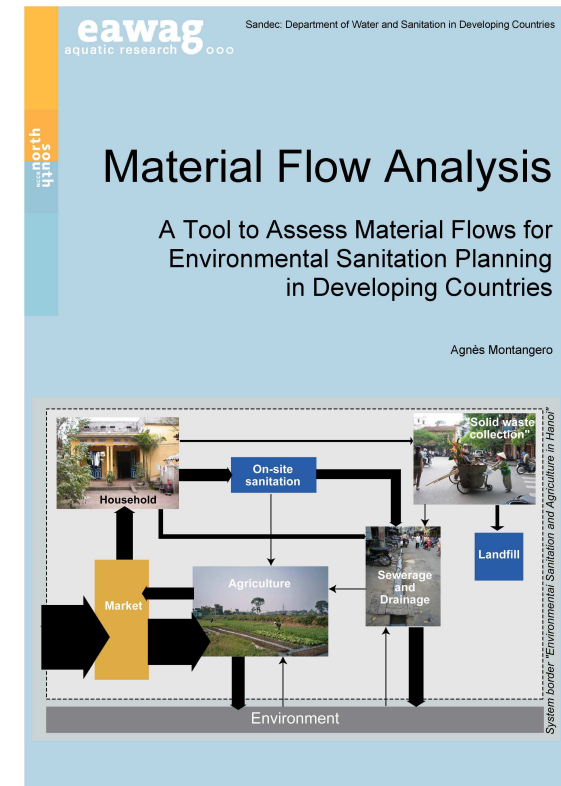 eawag
aquatic research
Sandec: Department of Water and Sanitation in Developing Countries
NCCR north
south
Material Flow Analysis
A Tool to Assess Material Flows for
Environmental Sanitation Planning
in Developing Countries
Agnès Montangero
Household
On-site
sanitation
"Solid waste
collection"
Landfill
Sewerage
and
Drainage
Agriculture
Market
Environment
System border "Environmental Sanitation and Agriculture in Hanoi"